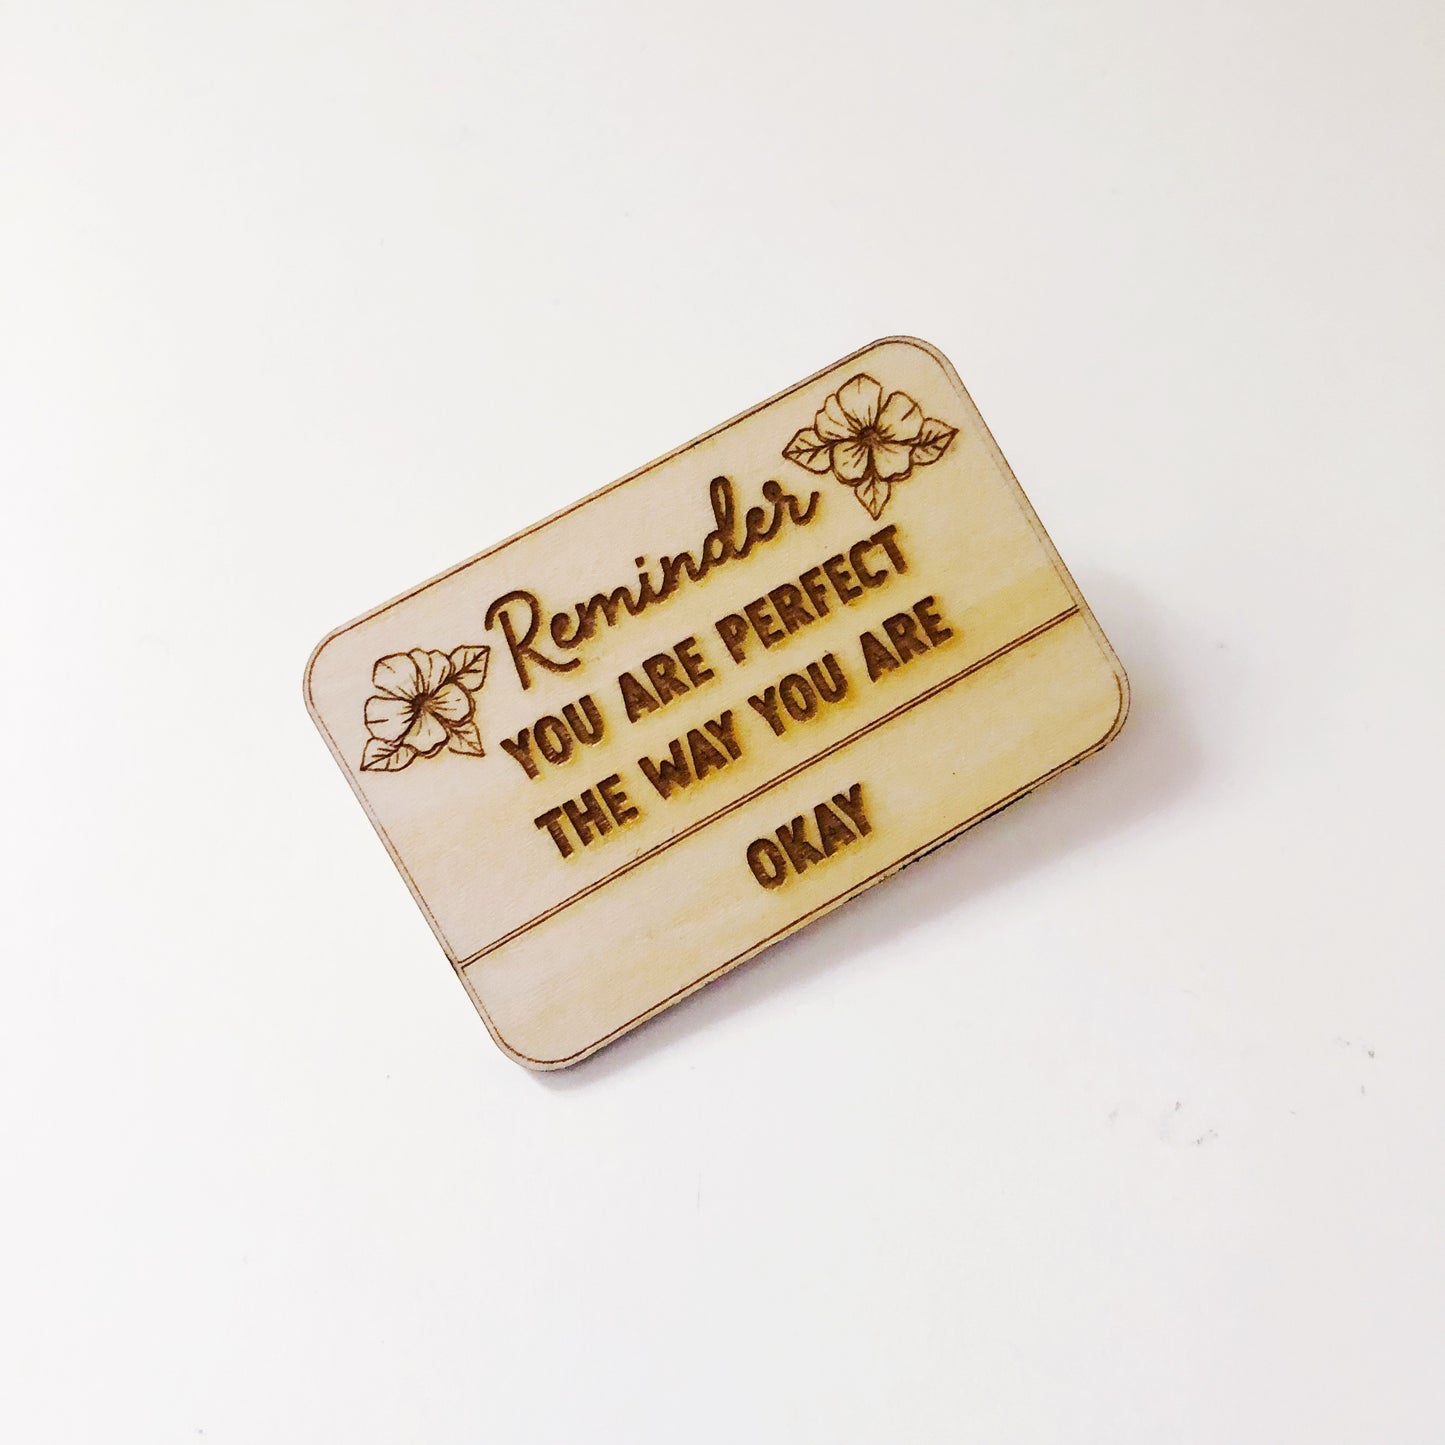 Reminder
YOU ARE PERFECT
THE WAY YOU ARE
OKAY